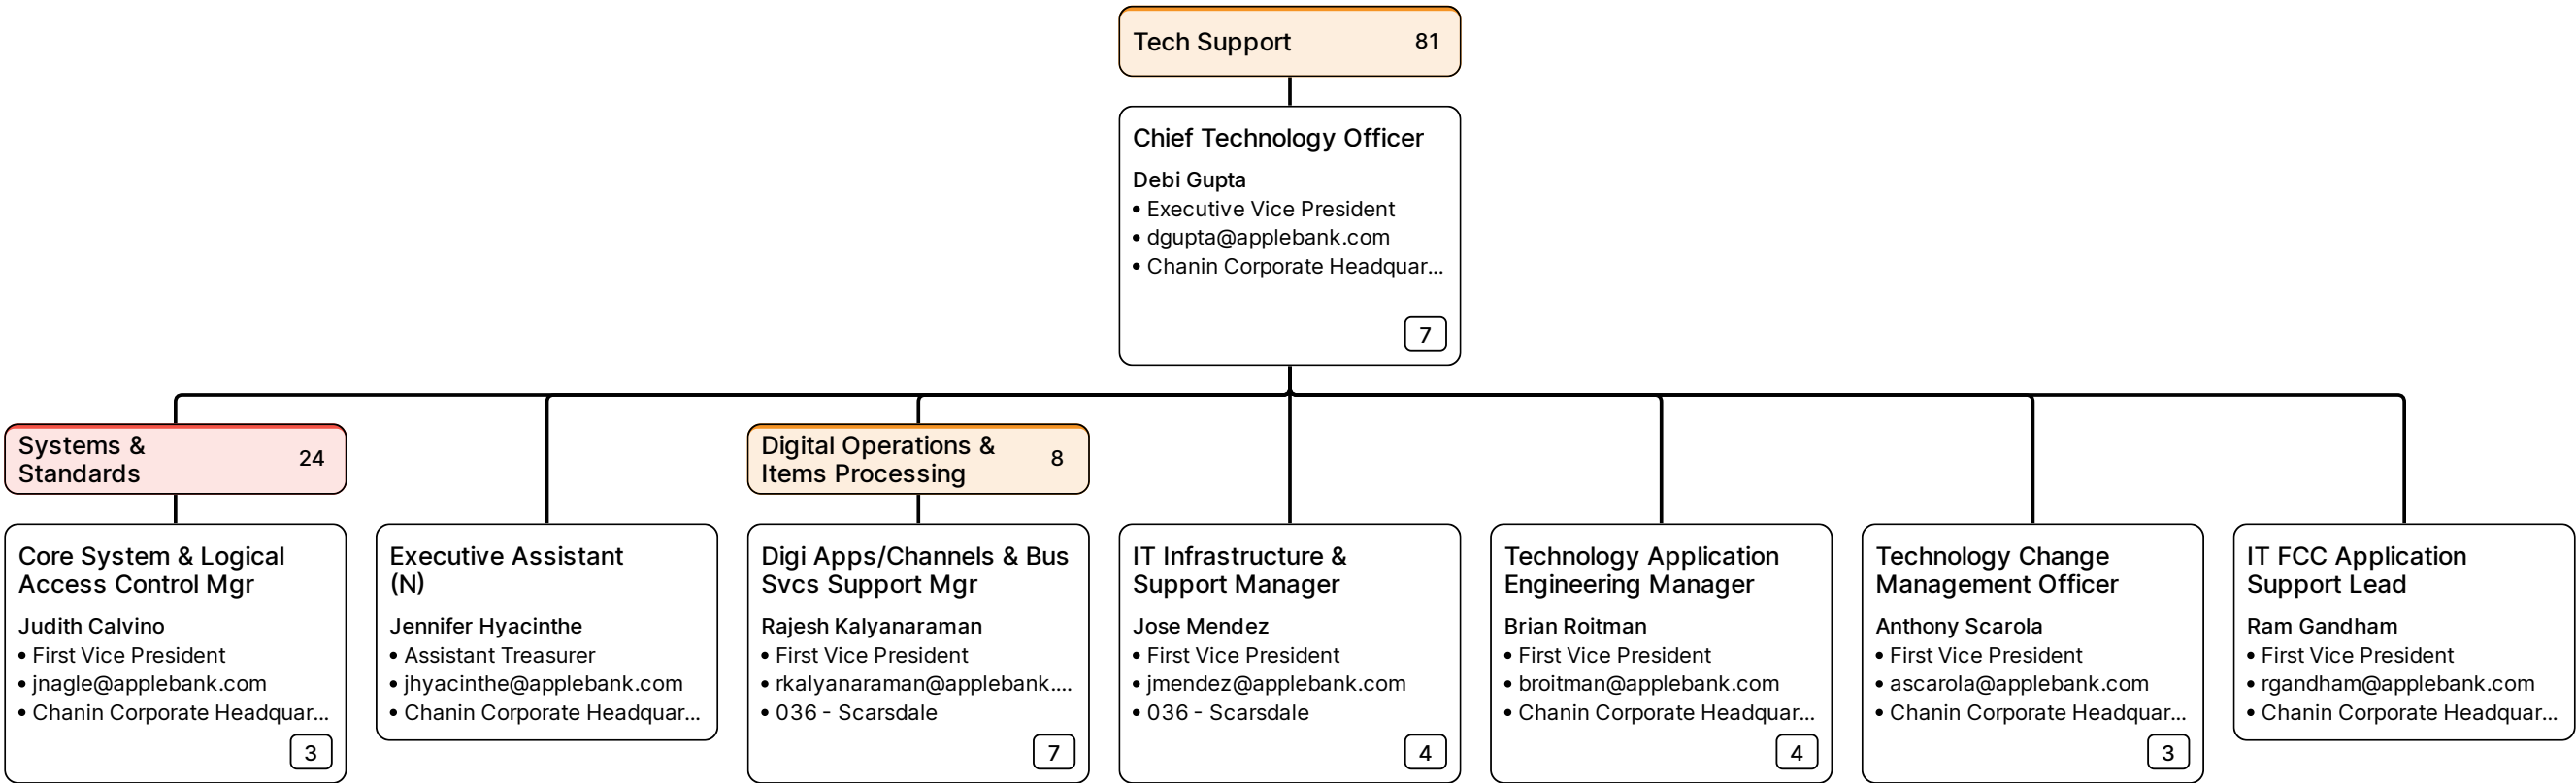 Tech Support 81
Chief Technology Officer
Debi Gupta
• Executive Vice President
• dgupta@applebank.com
• Chanin Corporate Headquar...
7
Systems &
Standards
24
Digital Operations &
Items Processing
8
Core System & Logical
Access Control Mgr
Judith Calvino
• First Vice President
• jnagle@applebank.com
• Chanin Corporate Headquar...
3
Executive Assistant
(N)
Jennifer Hyacinthe
• Assistant Treasurer
• jhyacinthe@applebank.com
• Chanin Corporate Headquar...
Digi Apps/Channels & Bus
Svcs Support Mgr
Rajesh Kalyanaraman
• First Vice President
• rkalyanaraman@applebank....
• 036 - Scarsdale
7
IT Infrastructure &
Support Manager
Jose Mendez
• First Vice President
• jmendez@applebank.com
• 036 - Scarsdale
4
Technology Application
Engineering Manager
Brian Roitman
• First Vice President
• broitman@applebank.com
• Chanin Corporate Headquar...
4
Technology Change
Management Officer
Anthony Scarola
• First Vice President
• ascarola@applebank.com
• Chanin Corporate Headquar...
3
IT FCC Application
Support Lead
Ram Gandham
• First Vice President
• rgandham@applebank.com
• Chanin Corporate Headquar...